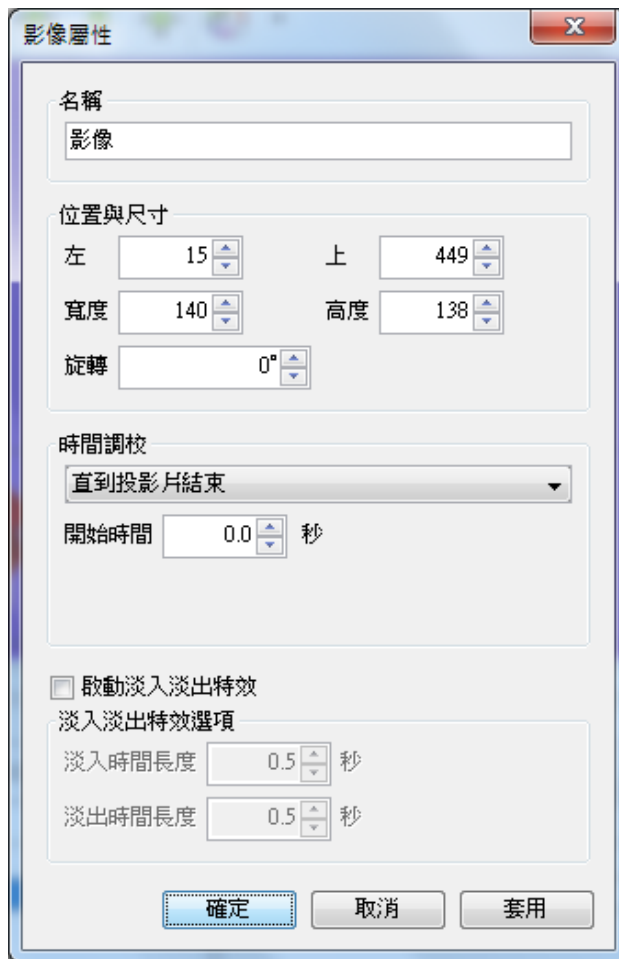 影像屬性
名稱
影像
位置與尺寸
左 15 上 449
寬度 140 高度 138
旋轉 0°
時間調校
直到投影片結束
開始時間 0.0 秒
啟動淡入淡出特效
淡入淡出特效選項
淡入時間長度 0.5 秒
淡出時間長度 0.5 秒
確定 取消 套用